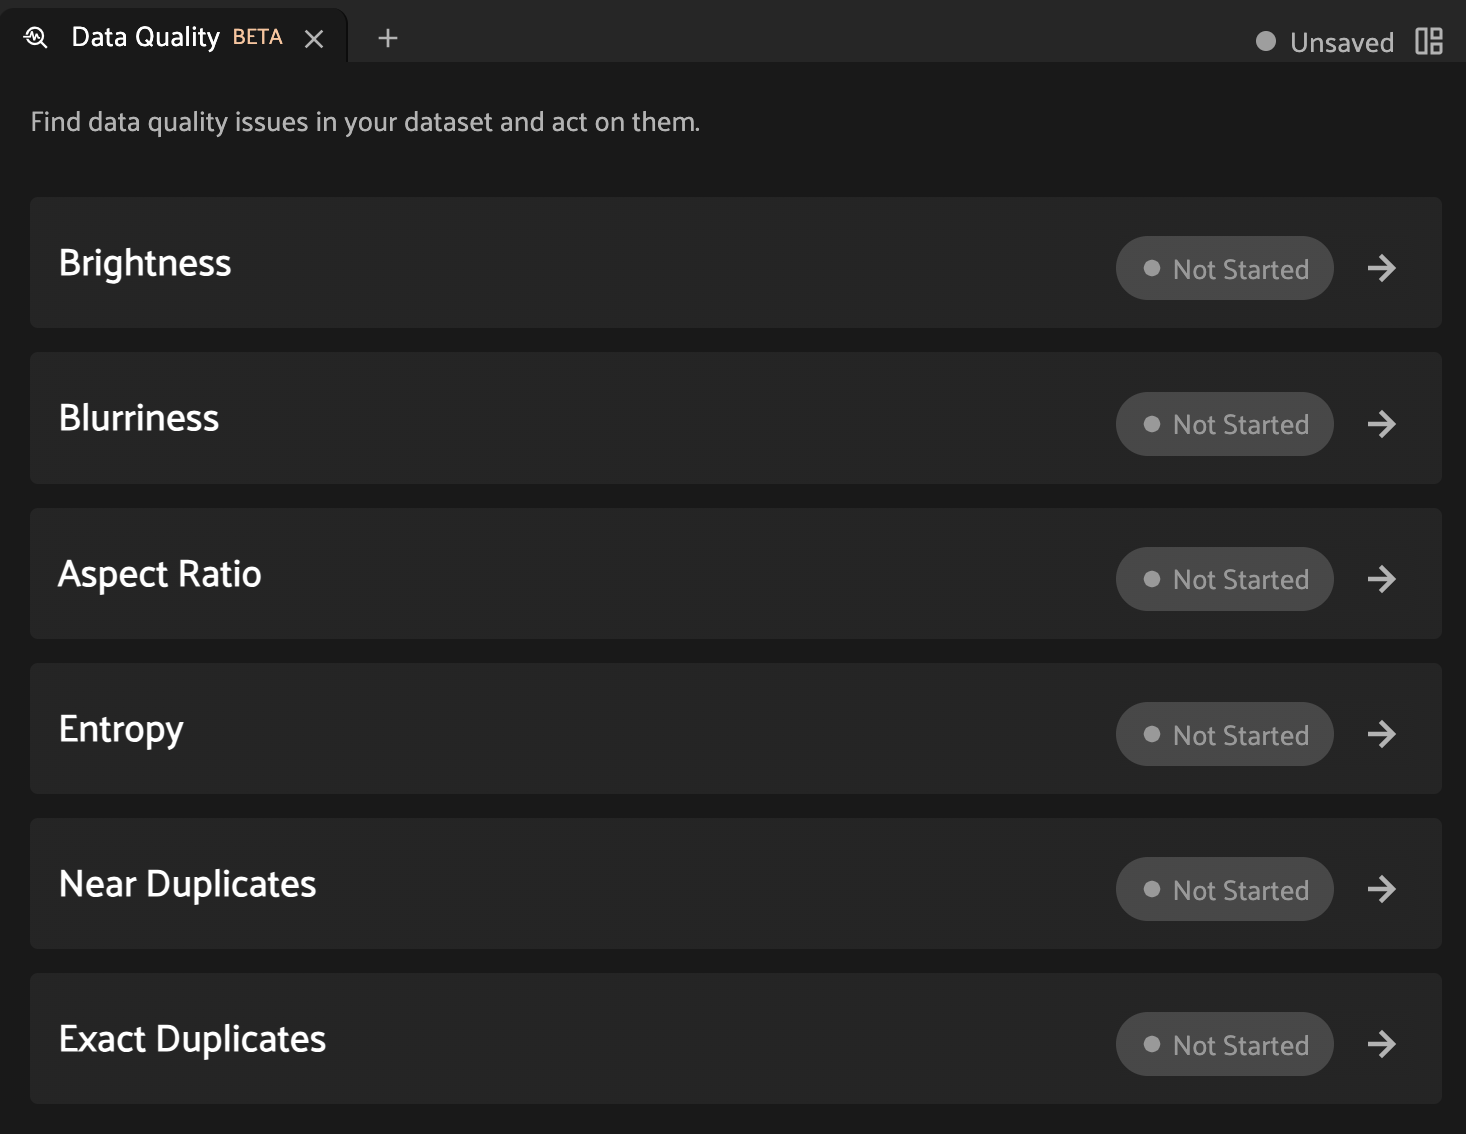 Data Quality BETA
Unsaved
Find data quality issues in your dataset and act on them.
Brightness
Not Started
Blurriness
Not Started
Aspect Ratio
Not Started
Entropy
Not Started
Near Duplicates
Not Started
Exact Duplicates
Not Started